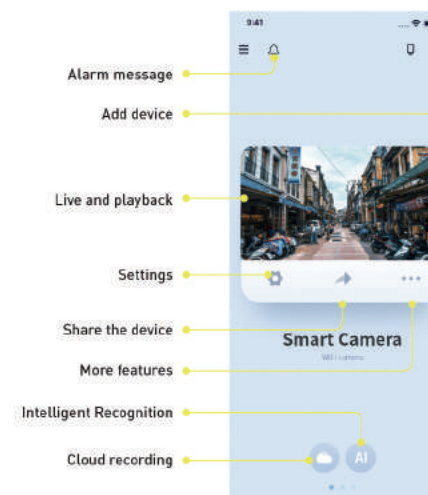 9:41
Alarm message
Add device
Live and playback
Settings
Share the device
Smart Camera
More features
Intelligent Recognition
AI
Cloud recording